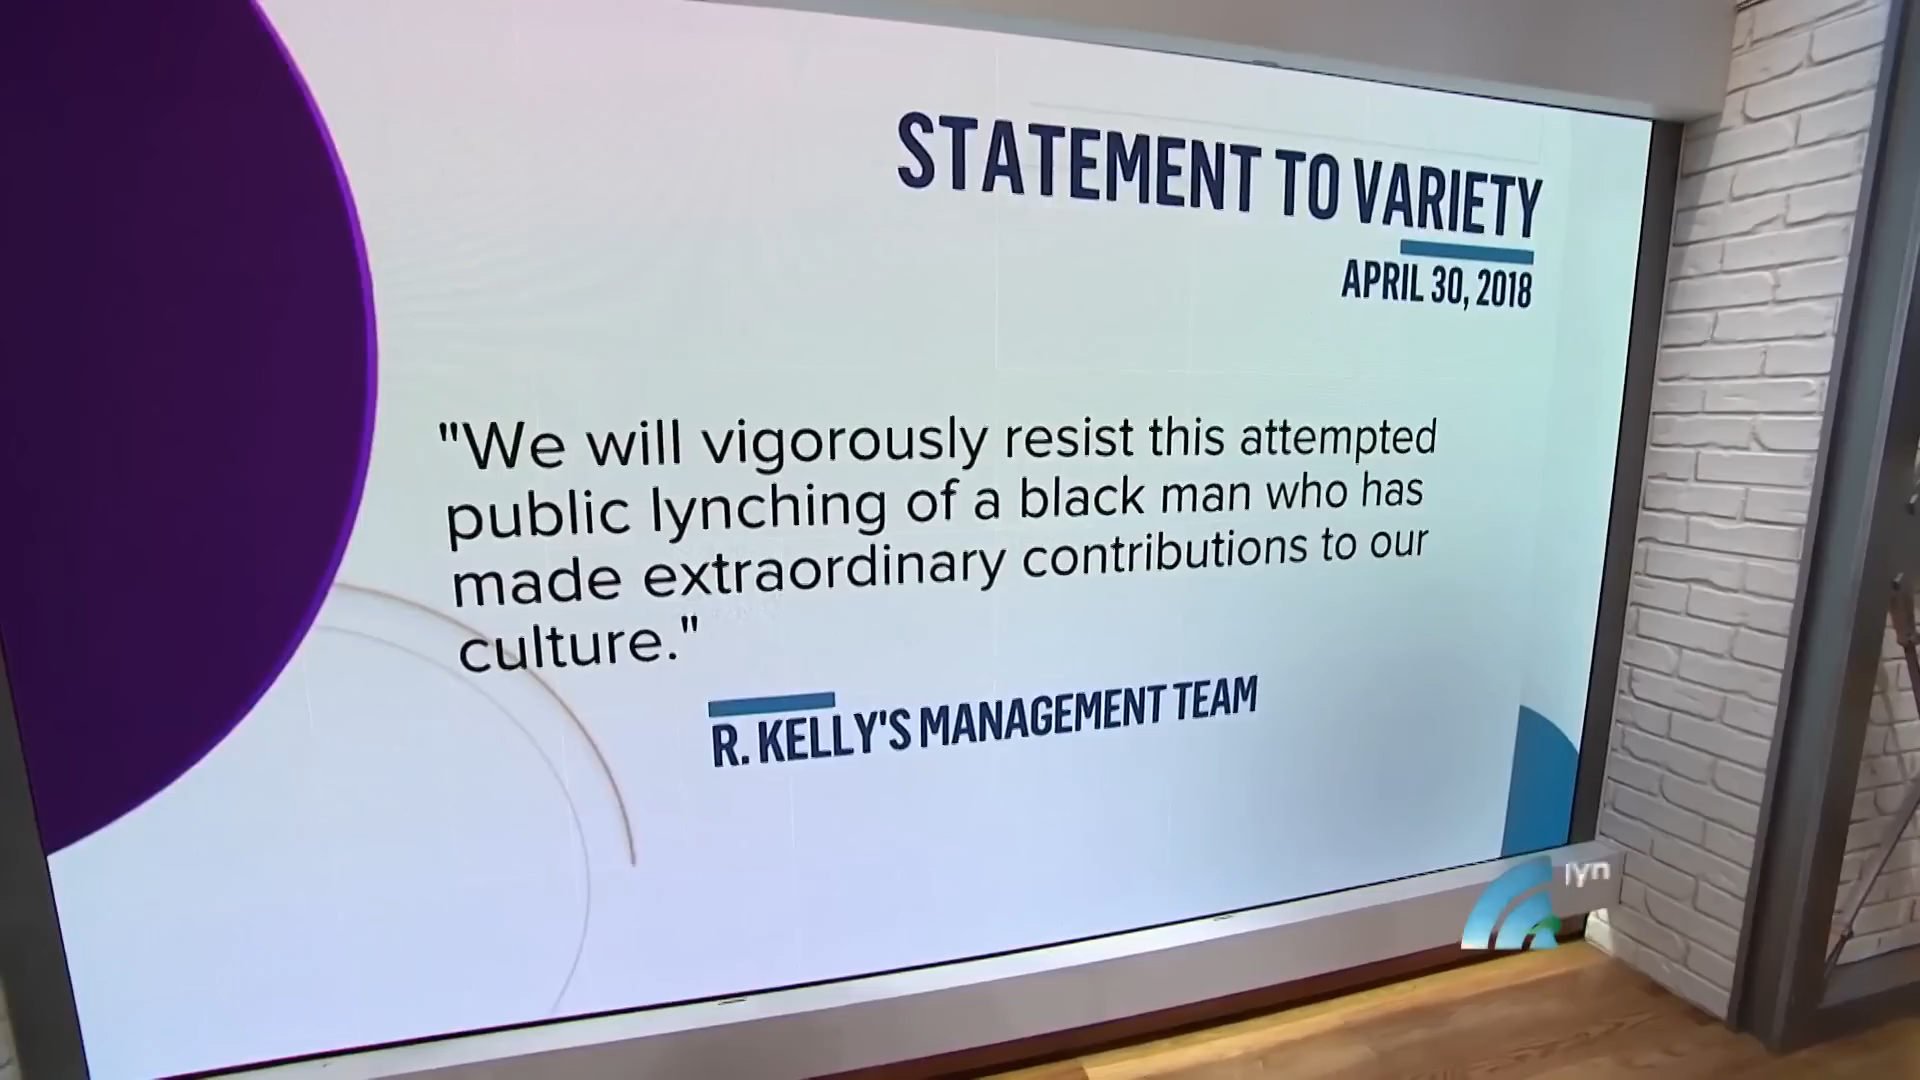 STATEMENT TO VARIETY
APRIL 30, 2018
"We will vigorously resist this attempted
public lynching of a black man who has
made extraordinary contributions to our
culture."
R. KELLY'S MANAGEMENT TEAM
iyn